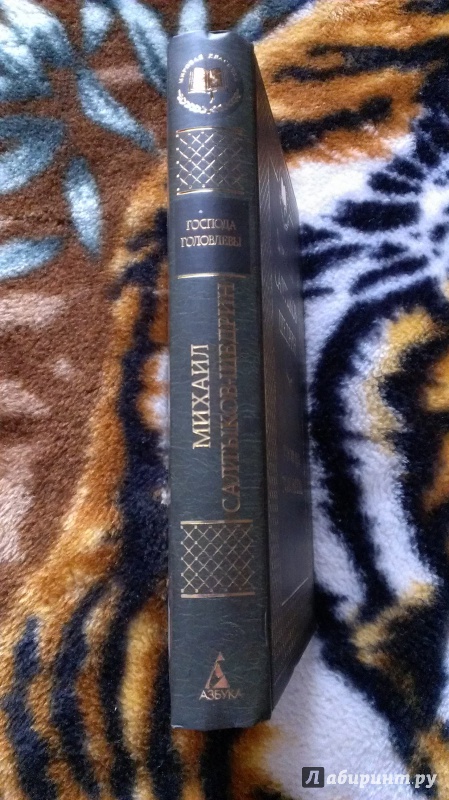 ГОСПОДА
ГОЛОВЛЕВЫ
МИХАИЛ
САЛТЫКОВ-ЩЕДРИН
АЗБУКА
Лабиринт.ру